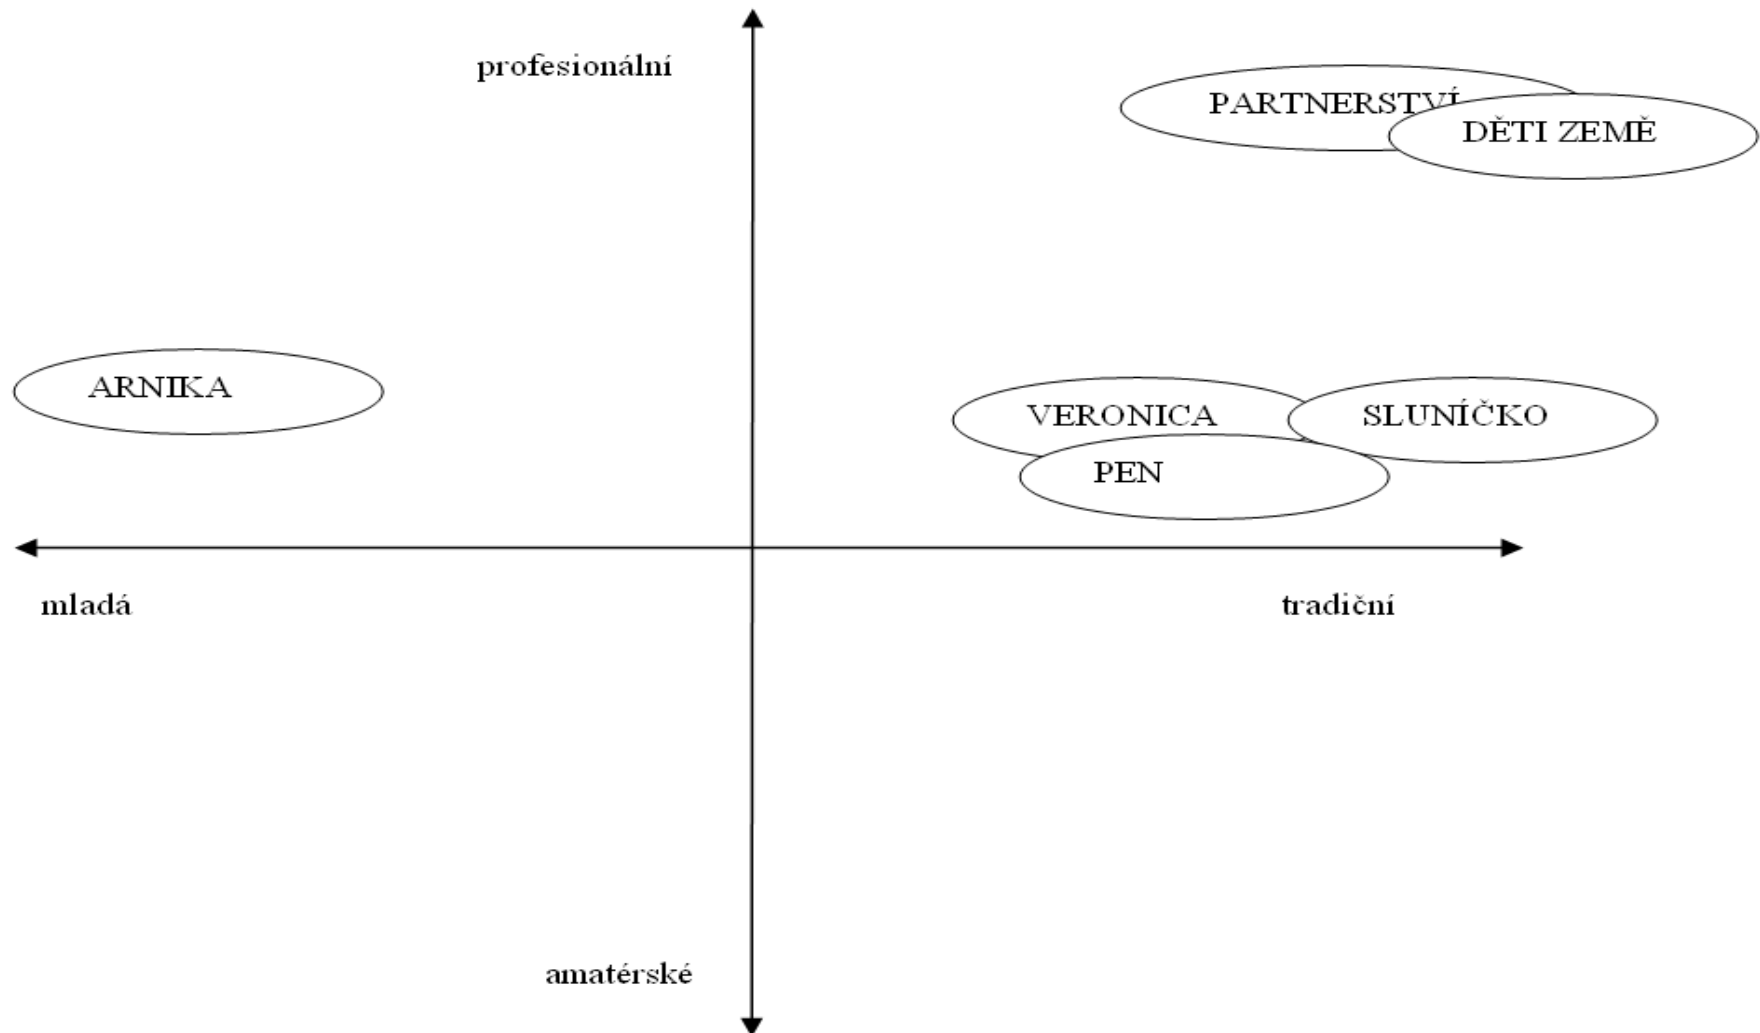 profesionální
PARTNERSTVÍ
DĚTI ZEMĚ
ARNIKA
VERONICA
SLUNÍČKO
PEN
mladá
tradiční
amatérské